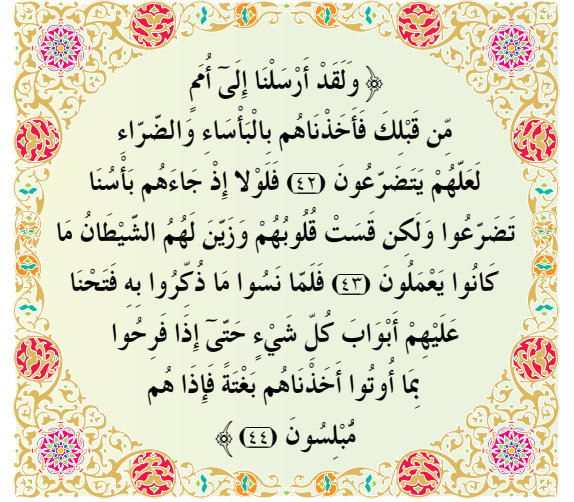 ﴿ وَلَقَدْ أَرْسَلْنَا إِلَىٓ أُمَمٍ
مِّن قَبْلِكَ فَأَخَذْنَاهُم بِالْبَأْسَاءِ وَالضَّرَّاءِ
لَعَلَّهُمْ يَتَضَرَّعُونَ (٤٢) فَلَوْلا إِذْ جَاءَهُم بَأْسُنَا
تَضَرَّعُوا وَلَكِن قَسَتْ قُلُوبُهُمْ وَزَيَّنَ لَهُمُ الشَّيْطَانُ مَا
كَانُوا يَعْمَلُونَ (٤٣) فَلَمَّا نَسُوا مَا ذُكِّرُوا بِهِ فَتَحْنَا
عَلَيْهِمْ أَبْوَابَ كُلِّ شَيْءٍ حَتَّىٓ إِذَا فَرِحُوا
بِمَا أُوتُوا أَخَذْنَاهُم بَغْتَةً فَإِذَا هُم
مُّبْلِسُونَ (٤٤) ﴾